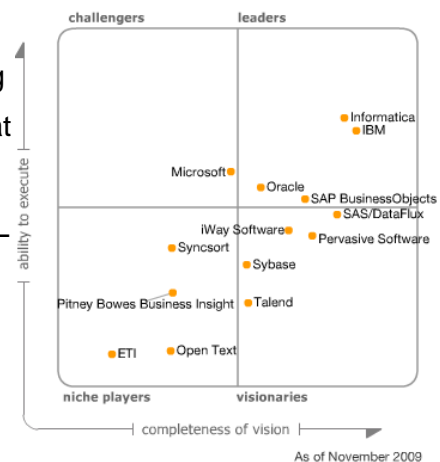 challengers
leaders
g
at
Informatica
IBM
Microsoft
Oracle
SAP BusinessObjects
SAS/DataFlux
iWay Software
Pervasive Software
Syncsort
Sybase
Pitney Bowes Business Insight
Talend
ETI
Open Text
niche players
visionaries
ability to execute
completeness of vision
As of November 2009